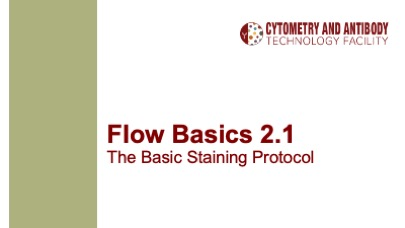 CYTOMETRY AND ANTIBODY
TECHNOLOGY FACILITY
Flow Basics 2.1
The Basic Staining Protocol